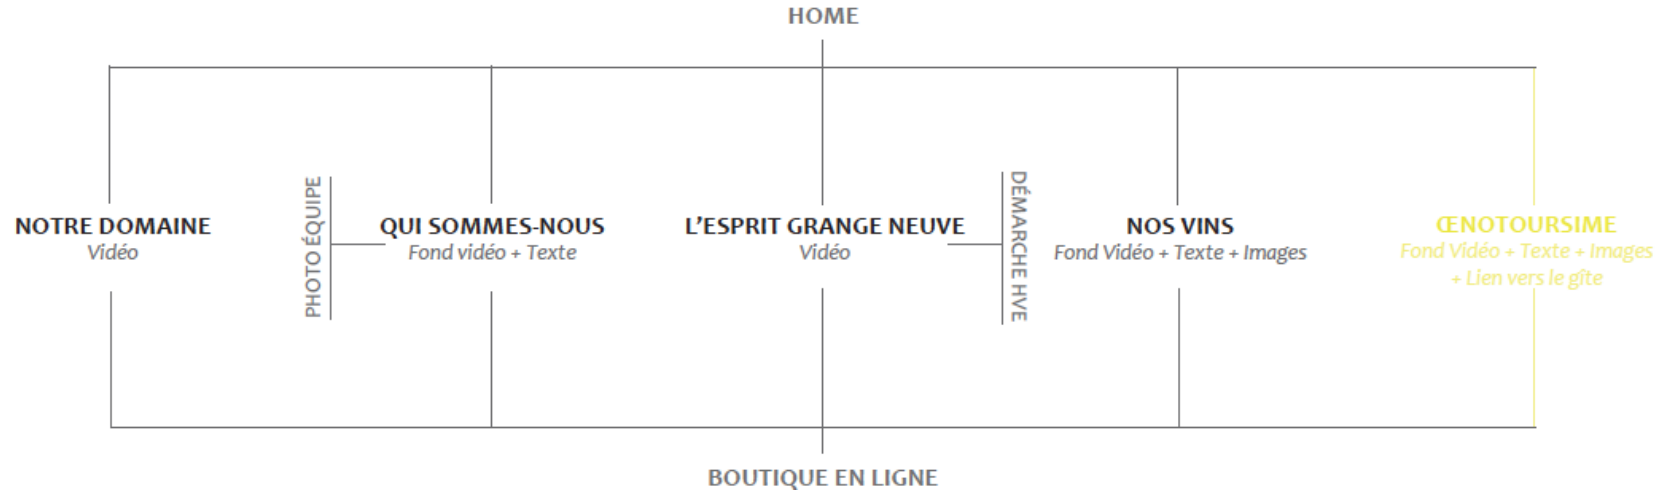 HOME
PHOTO ÉQUIPE
DÉMARCHE HVE
NOTRE DOMAINE
Vidéo
QUI SOMMES-NOUS
Fond vidéo + Texte
L'ESPRIT GRANGE NEUVE
Vidéo
NOS VINS
Fond Vidéo + Texte + Images
ŒNOTOURSIME
Fond Vidéo + Texte + Images
+ Lien vers le gîte
BOUTIQUE EN LIGNE